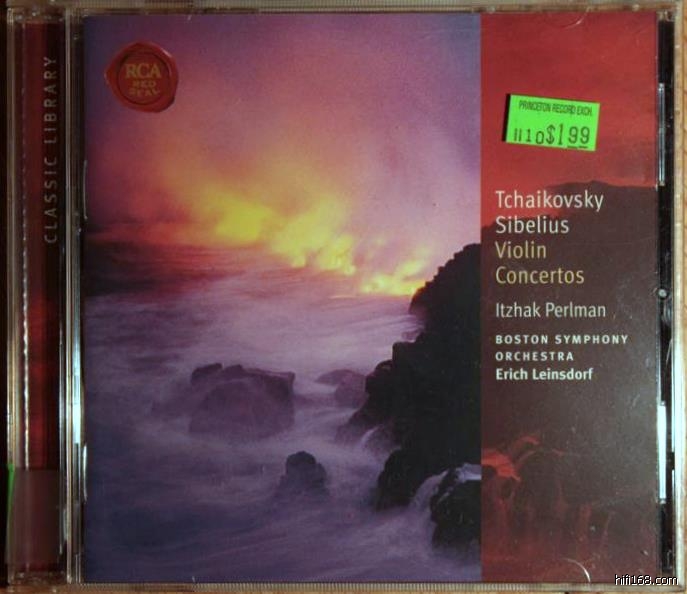 CLASSIC LIBRARY
RCA
RED
SEAL
PRINCETON RECORD EXCH.
1110$1.99
Tchaikovsky
Sibelius
Violin
Concertos
Itzhak Perlman
BOSTON SYMPHONY
ORCHESTRA
Erich Leinsdorf
hifi168.com